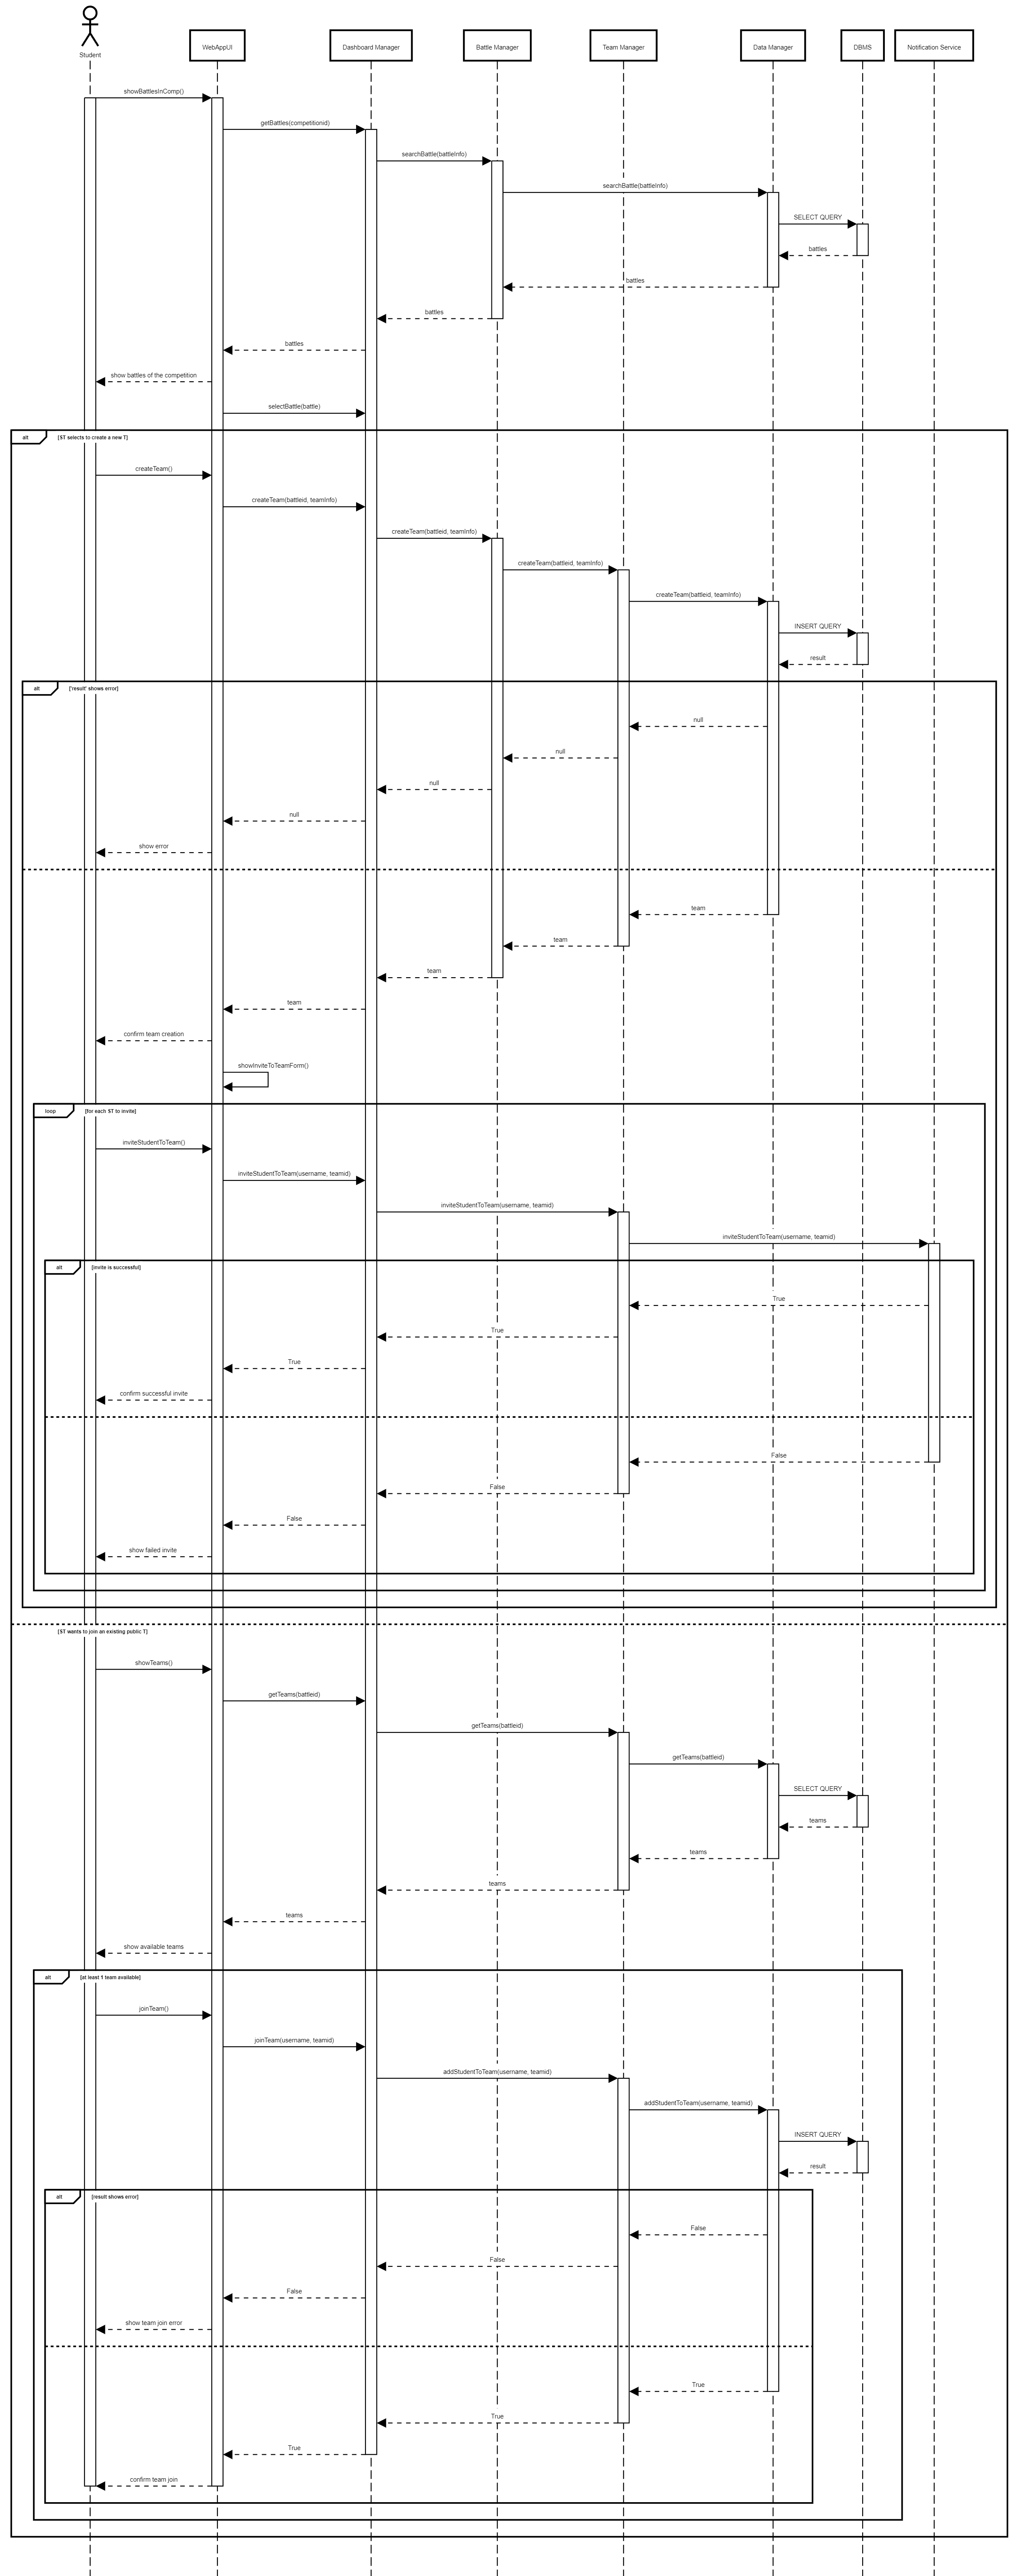 Student
WebAppUI
Dashboard Manager
Battle Manager
Team Manager
Data Manager
DBMS
Notification Service
showBattlesInComp()
getBattles(competitionid)
searchBattle(battleInfo)
searchBattle(battleInfo)
SELECT QUERY
battles
battles
battles
battles
show battles of the competition
selectBattle(battle)
alt
[ST selects to create a new T]
createTeam()
createTeam(battleid, teamInfo)
createTeam(battleid, teamInfo)
createTeam(battleid, teamInfo)
createTeam(battleid, teamInfo)
INSERT QUERY
result
alt
['result' shows error]
null
null
null
null
show error
team
team
team
team
confirm team creation
showInviteToTeamForm()
loop
[for each ST to invite]
inviteStudentToTeam()
inviteStudentToTeam(username, teamid)
inviteStudentToTeam(username, teamid)
inviteStudentToTeam(username, teamid)
alt
[invite is successful]
True
True
True
confirm successful invite
False
False
False
show failed invite
[ST wants to join an existing public T]
showTeams()
getTeams(battleid)
getTeams(battleid)
getTeams(battleid)
SELECT QUERY
teams
teams
teams
teams
show available teams
alt
[at least 1 team available]
joinTeam()
joinTeam(username, teamid)
addStudentToTeam(username, teamid)
addStudentToTeam(username, teamid)
INSERT QUERY
result
alt
[result shows error]
False
False
False
show team join error
True
True
True
confirm team join